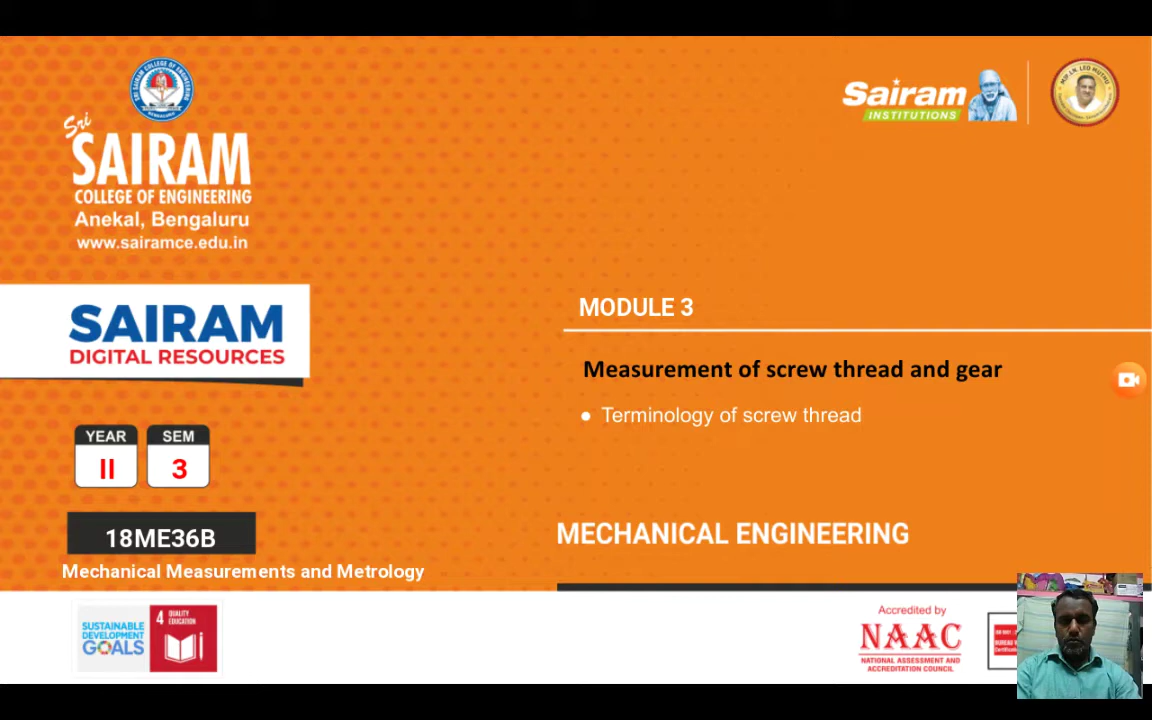 Sri
SAIRAM
COLLEGE OF ENGINEERING
Anekal, Bengaluru
www.sairamce.edu.in
Sairam
INSTITUTIONS
SAIRAM
DIGITAL RESOURCES
MODULE 3
Measurement of screw thread and gear
Terminology of screw thread
YEAR
II
SEM
3
18ME36B
Mechanical Measurements and Metrology
MECHANICAL ENGINEERING
SUSTAINABLE
DEVELOPMENT
GOALS
4 QUALITY
EDUCATION
Accredited by
NAAC
NATIONAL ASSESSMENT AND
ACCREDITATION COUNCIL